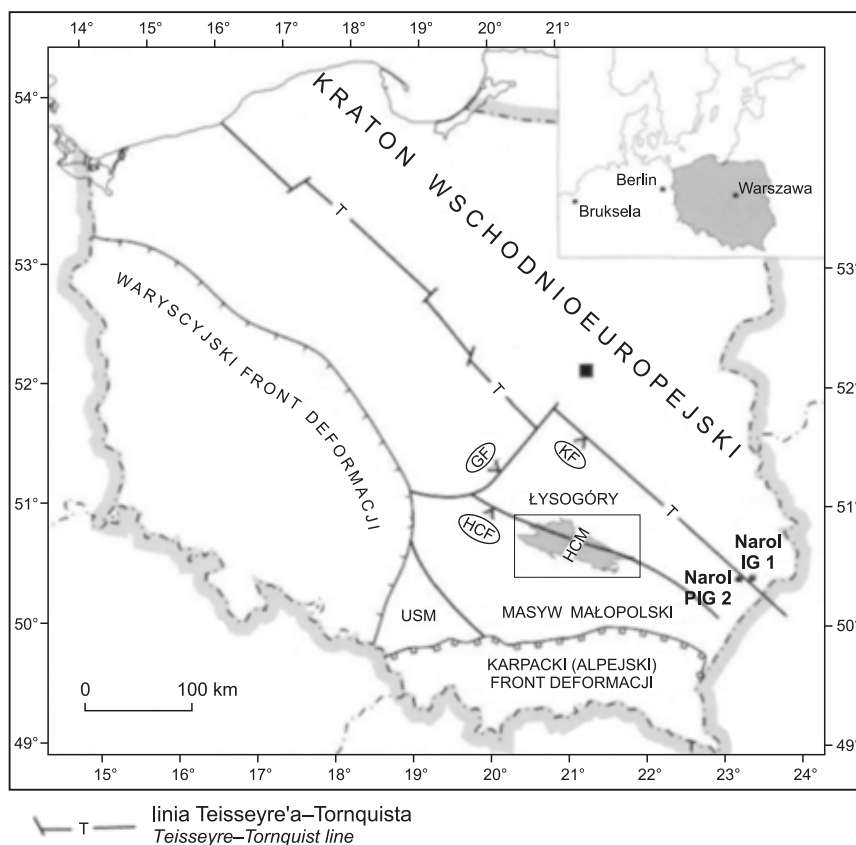 14° 15° 16° 17° 18° 19° 20° 21°
54°
53°
52°
51°
50°
49°
KRATON WSCHODNIOEUROPEJSKI
Berlin
Warszawa
Bruksela
53°
52°
51°
50°
49°
WARYSCYJSKI FRONT DEFORMACJI
T
T
T
GF
KF
HCF
ŁYSOGÓRY
HCM
Narol
IG 1
Narol
PIG 2
USM
MASYW MAŁOPOLSKI
KARPACKI (ALPEJSKI)
FRONT DEFORMACJI
0 100 km
15° 16° 17° 18° 19° 20° 21° 22° 23° 24°
T linia Teisseyre'a–Tornquista
Teisseyre–Tornquist line